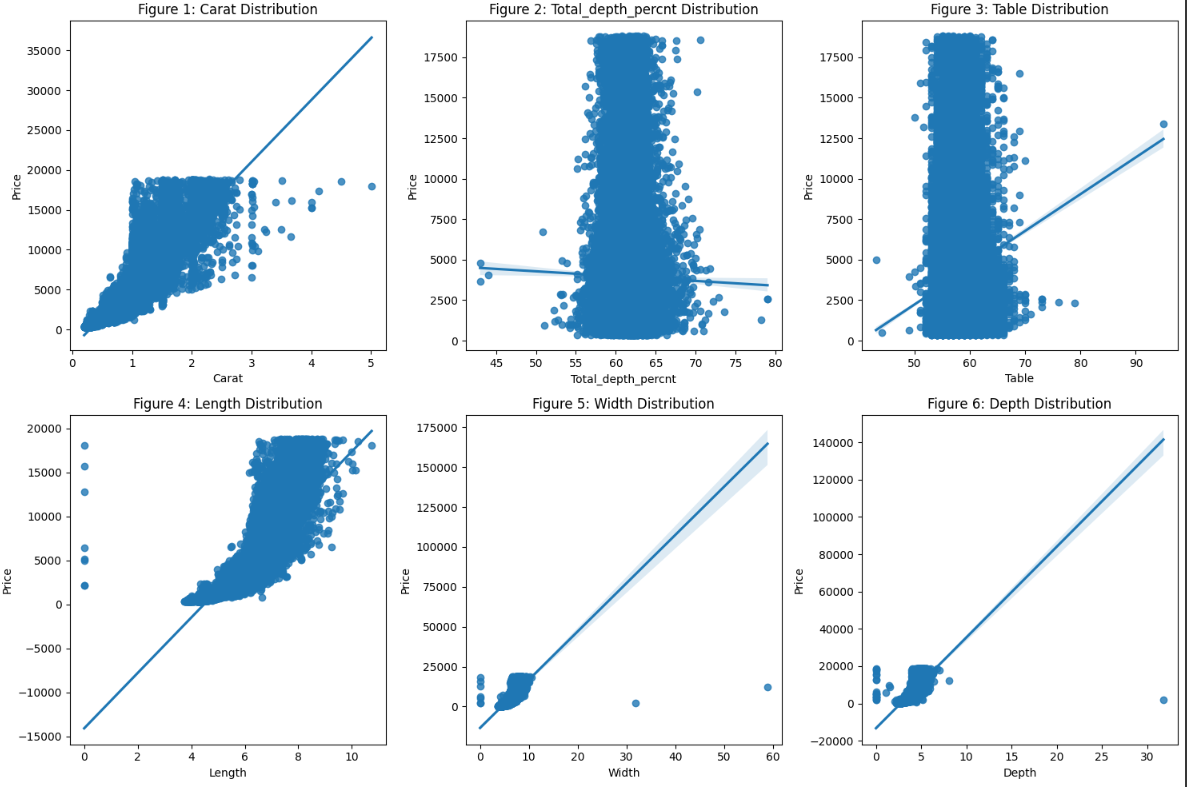 Figure 1: Carat Distribution
35000
30000
25000
20000
15000
10000
5000
0
Price
0 1 2 3 4 5
Carat
Figure 2: Total_depth_percnt Distribution
17500
15000
12500
10000
7500
5000
2500
0
Price
45 50 55 60 65 70 75 80
Total_depth_percnt
Figure 3: Table Distribution
17500
15000
12500
10000
7500
5000
2500
0
Price
50 60 70 80 90
Table
Figure 4: Length Distribution
20000
15000
10000
5000
0
−5000
−10000
−15000
Price
0 2 4 6 8 10
Length
Figure 5: Width Distribution
175000
150000
125000
100000
75000
50000
25000
0
Price
0 10 20 30 40 50 60
Width
Figure 6: Depth Distribution
140000
120000
100000
80000
60000
40000
20000
0
−20000
Price
0 5 10 15 20 25 30
Depth